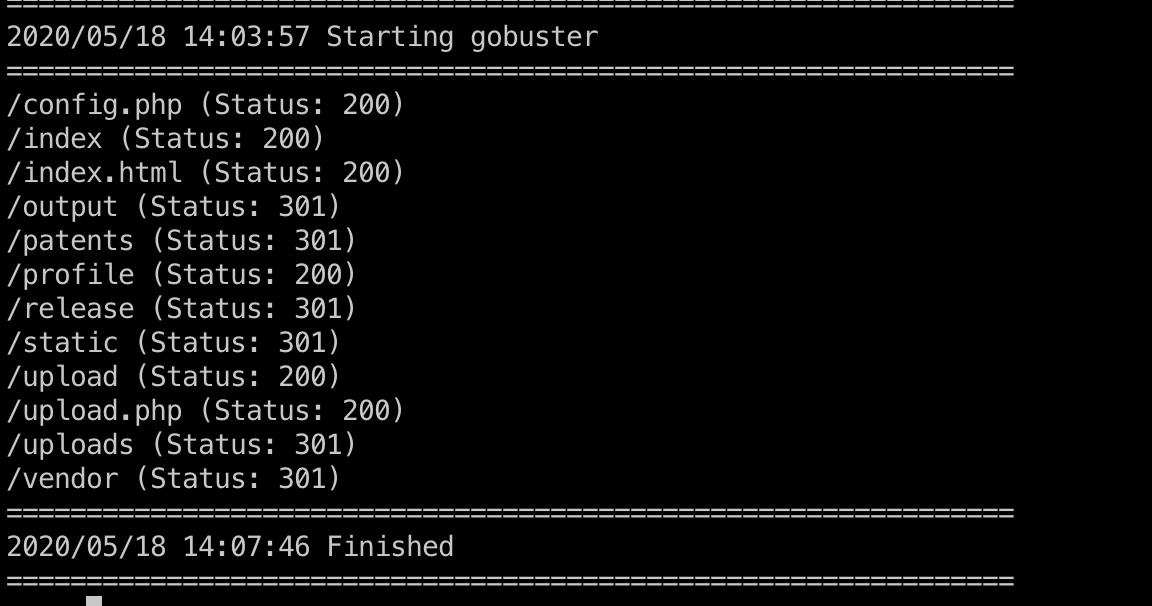 ===============================================================
2020/05/18 14:03:57 Starting gobuster
===============================================================
/config.php (Status: 200)
/index (Status: 200)
/index.html (Status: 200)
/output (Status: 301)
/patents (Status: 301)
/profile (Status: 200)
/release (Status: 301)
/static (Status: 301)
/upload (Status: 200)
/upload.php (Status: 200)
/uploads (Status: 301)
/vendor (Status: 301)
===============================================================
2020/05/18 14:07:46 Finished
===============================================================